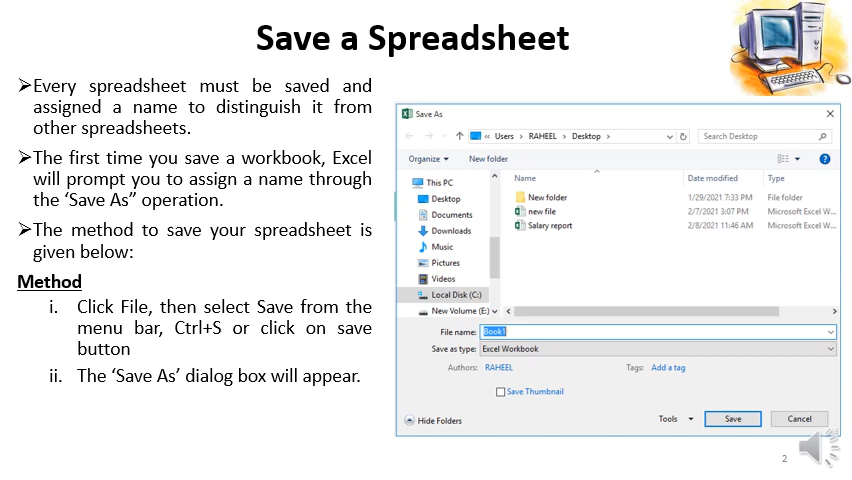 Save a Spreadsheet
➢Every spreadsheet must be saved and
assigned a name to distinguish it from
other spreadsheets.
➢The first time you save a workbook, Excel
will prompt you to assign a name through
the ‘Save As” operation.
➢The method to save your spreadsheet is
given below:
Method
i. Click File, then select Save from the
menu bar, Ctrl+S or click on save
button
ii. The ‘Save As’ dialog box will appear.
Save As
« Users > RAHEEL > Desktop >
Search Desktop
Organize
New folder
Name Date modified Type
This PC
Desktop
Documents
Downloads
Music
Pictures
Videos
Local Disk (C:)
New Volume (E:)
New folder 1/29/2021 7:33 PM File folder
new file 2/7/2021 3:07 PM Microsoft Excel W...
Salary report 2/8/2021 11:46 AM Microsoft Excel W...
File name: Book1
Save as type: Excel Workbook
Authors: RAHEEL Tags: Add a tag
Save Thumbnail
Hide Folders
Tools Save Cancel
2